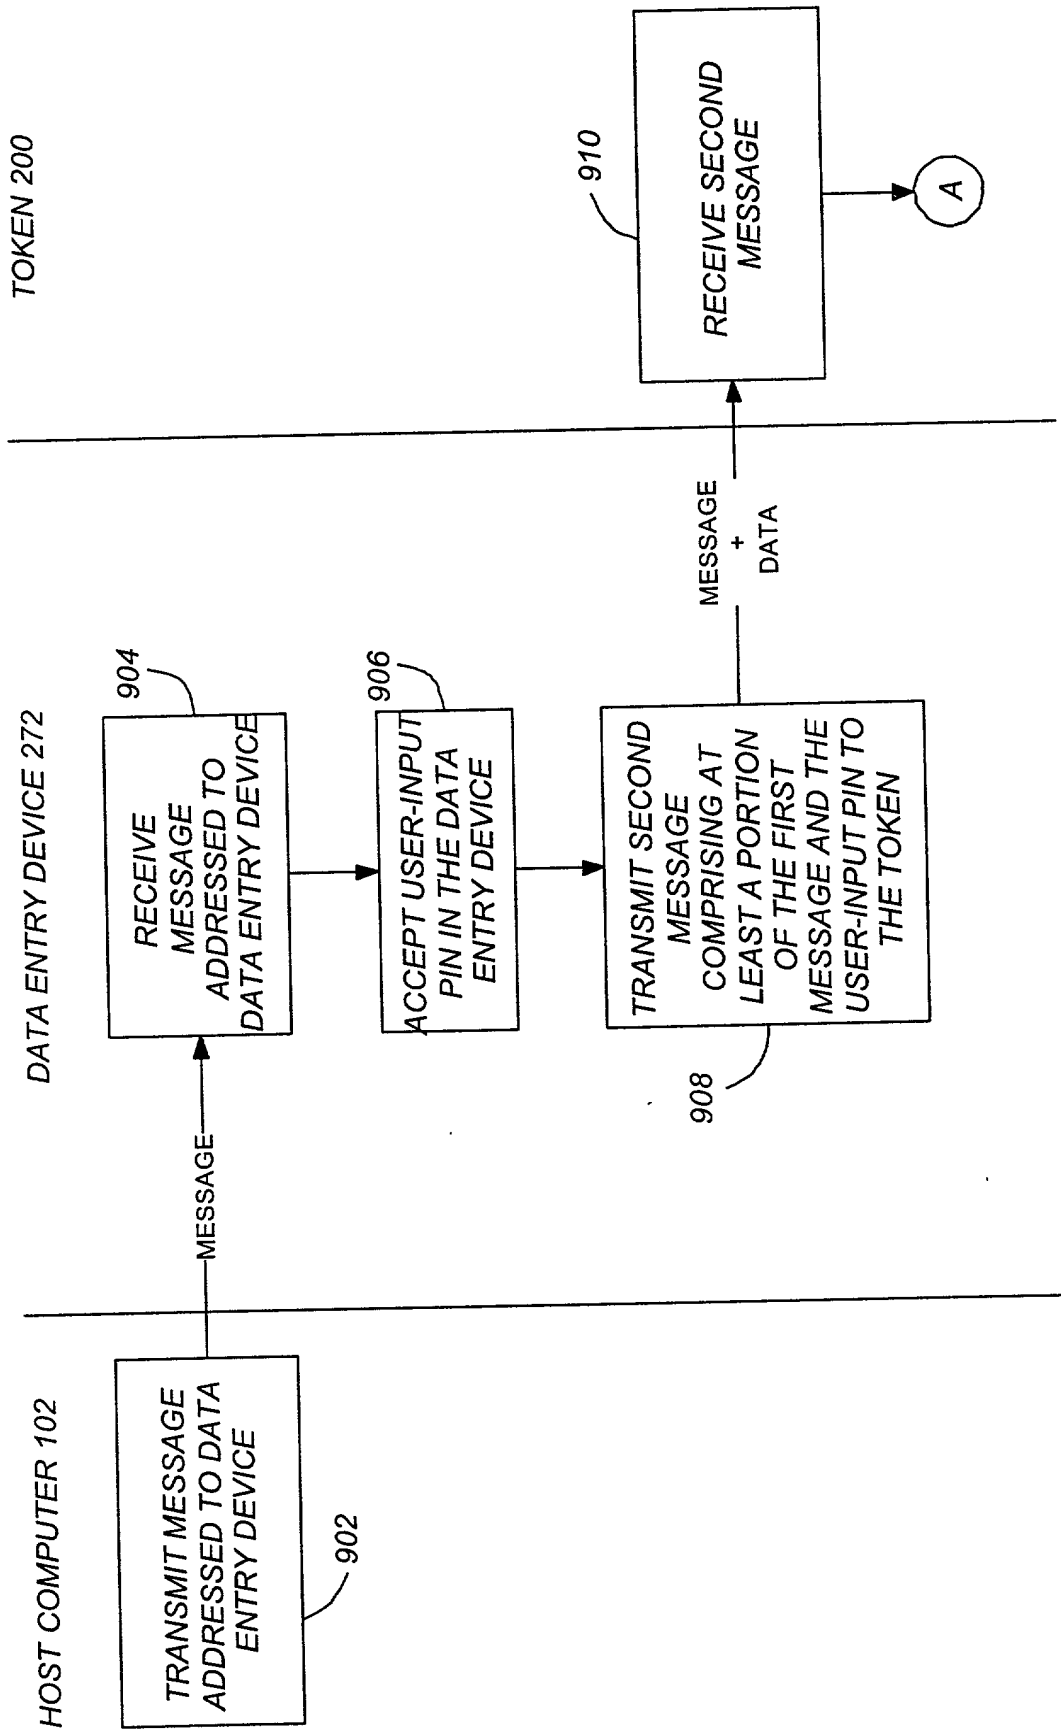 HOST COMPUTER 102
DATA ENTRY DEVICE 272
TOKEN 200
TRANSMIT MESSAGE
ADDRESSED TO DATA
ENTRY DEVICE
902
MESSAGE
RECEIVE
MESSAGE
ADDRESSED TO
DATA ENTRY DEVICE
904
ACCEPT USER-INPUT
PIN IN THE DATA
ENTRY DEVICE
906
TRANSMIT SECOND
MESSAGE
COMPRISING AT
LEAST A PORTION
OF THE FIRST
MESSAGE AND THE
USER-INPUT PIN TO
THE TOKEN
908
MESSAGE
+
DATA
RECEIVE SECOND
MESSAGE
910
A